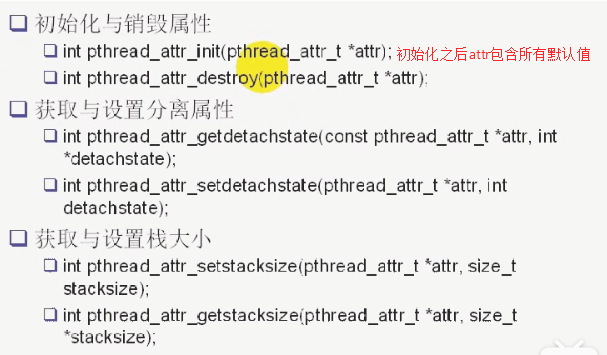 初始化与销毁属性
int pthread_attr_init(pthread_attr_t *attr); 初始化之后attr包含所有默认值
int pthread_attr_destroy(pthread_attr_t *attr);
获取与设置分离属性
int pthread_attr_getdetachstate(const pthread_attr_t *attr, int
*detachstate);
int pthread_attr_setdetachstate(pthread_attr_t *attr, int
detachstate);
获取与设置栈大小
int pthread_attr_setstacksize(pthread_attr_t *attr, size_t
stacksize);
int pthread_attr_getstacksize(pthread_attr_t *attr, size_t
*stacksize);